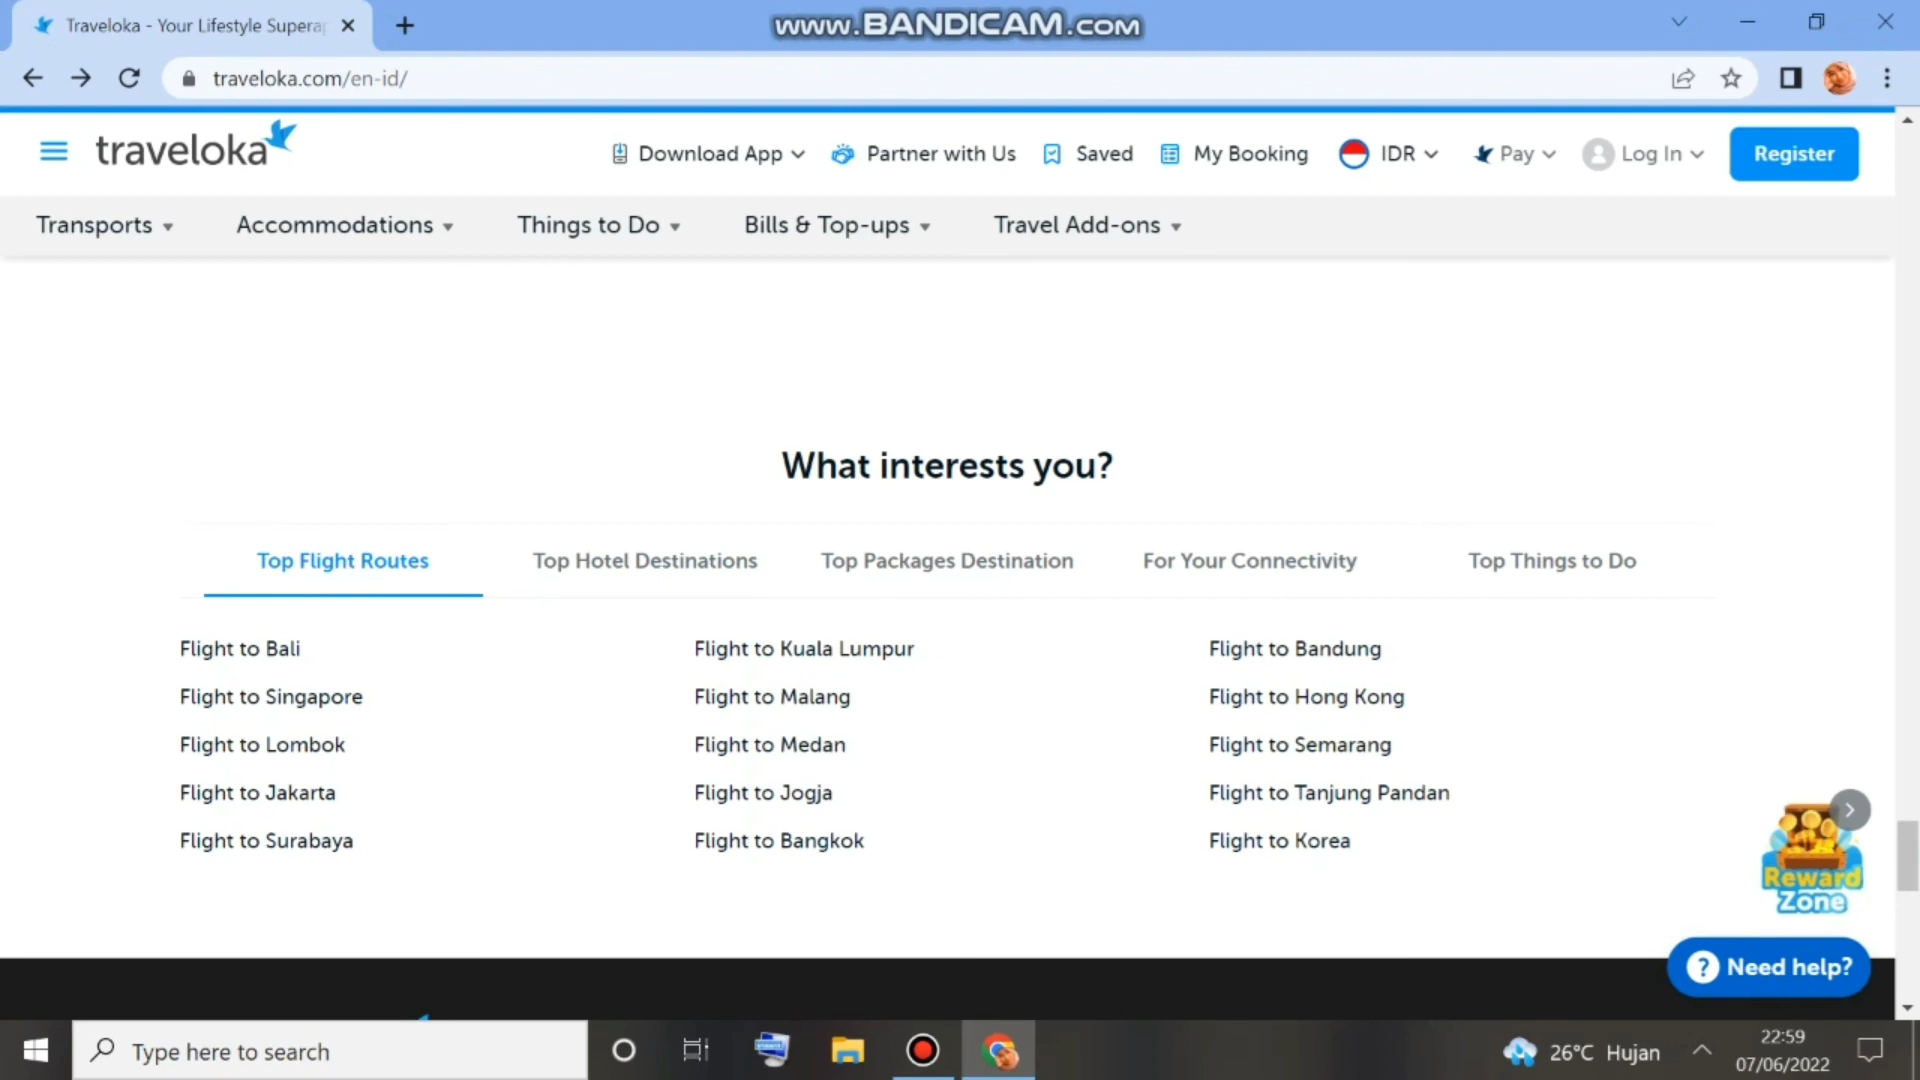 Traveloka - Your Lifestyle Supera
www.BANDICAM.com
traveloka.com/en-id/
traveloka
Download App
Partner with Us
Saved
My Booking
IDR
Pay
Log In
Register
Transports
Accommodations
Things to Do
Bills & Top-ups
Travel Add-ons
What interests you?
Top Flight Routes
Top Hotel Destinations
Top Packages Destination
For Your Connectivity
Top Things to Do
Flight to Bali
Flight to Kuala Lumpur
Flight to Bandung
Flight to Singapore
Flight to Malang
Flight to Hong Kong
Flight to Lombok
Flight to Medan
Flight to Semarang
Flight to Jakarta
Flight to Jogja
Flight to Tanjung Pandan
Flight to Surabaya
Flight to Bangkok
Flight to Korea
Reward
Zone
? Need help?
Type here to search
26°C Hujan
22:59
07/06/2022